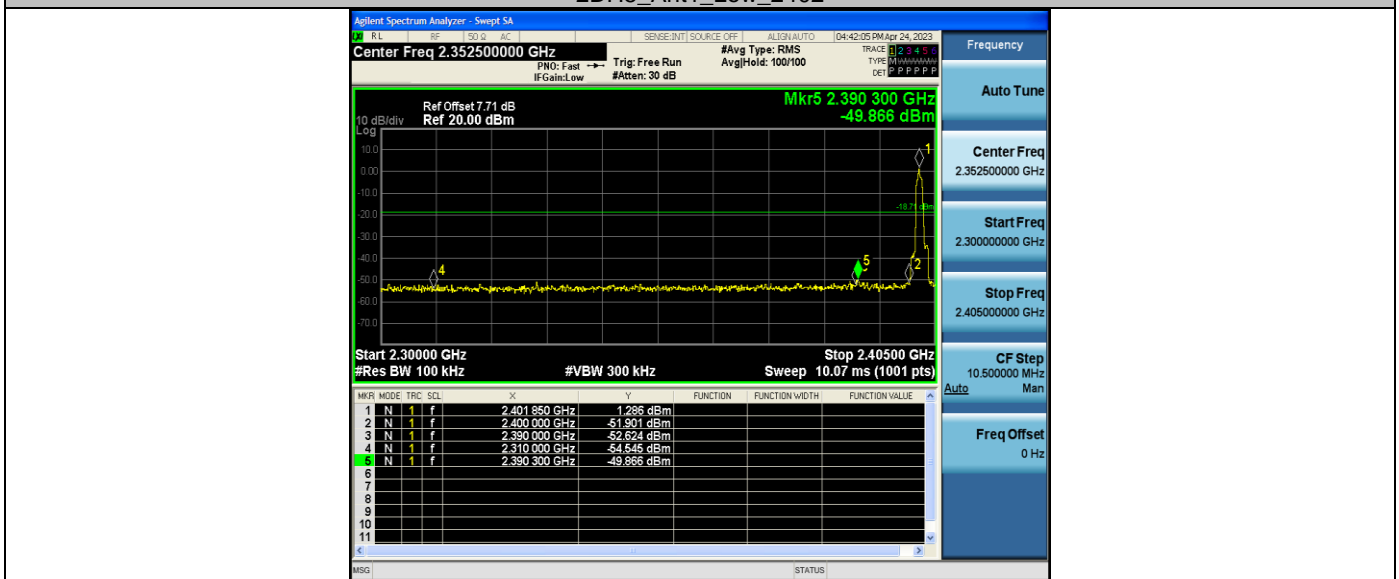 Agilent Spectrum Analyzer - Swept SA
RL RF 50 Ω AC SENSE:INT SOURCE OFF ALIGN AUTO 04:42:05 PM Apr 24, 2023
Center Freq 2.352500000 GHz
PNO: Fast
IFGain:Low
Trig: Free Run
#Atten: 30 dB
#Avg Type: RMS
Avg|Hold: 100/100
TRACE 1 2 3 4 5 6
TYPE M
DET P P P P P P
Ref Offset 7.71 dB
10 dB/div Ref 20.00 dBm
Log
Mkr5 2.390 300 GHz
-49.866 dBm
10.0
0.00
-10.0
-20.0
-30.0
-40.0
-50.0
-60.0
-70.0
-18.71 dBm
1
2
4
5
Start 2.30000 GHz Stop 2.40500 GHz
#Res BW 100 kHz #VBW 300 kHz Sweep 10.07 ms (1001 pts)
MKR MODE TRC SCL X Y FUNCTION FUNCTION WIDTH FUNCTION VALUE
1 N 1 f 2.401 850 GHz 1.286 dBm
2 N 1 f 2.400 000 GHz -51.901 dBm
3 N 1 f 2.390 000 GHz -52.624 dBm
4 N 1 f 2.310 000 GHz -54.545 dBm
5 N 1 f 2.390 300 GHz -49.866 dBm
6
7
8
9
10
11
MSG STATUS
Frequency
Auto Tune
Center Freq
2.352500000 GHz
Start Freq
2.300000000 GHz
Stop Freq
2.405000000 GHz
CF Step
10.500000 MHz
Auto Man
Freq Offset
0 Hz